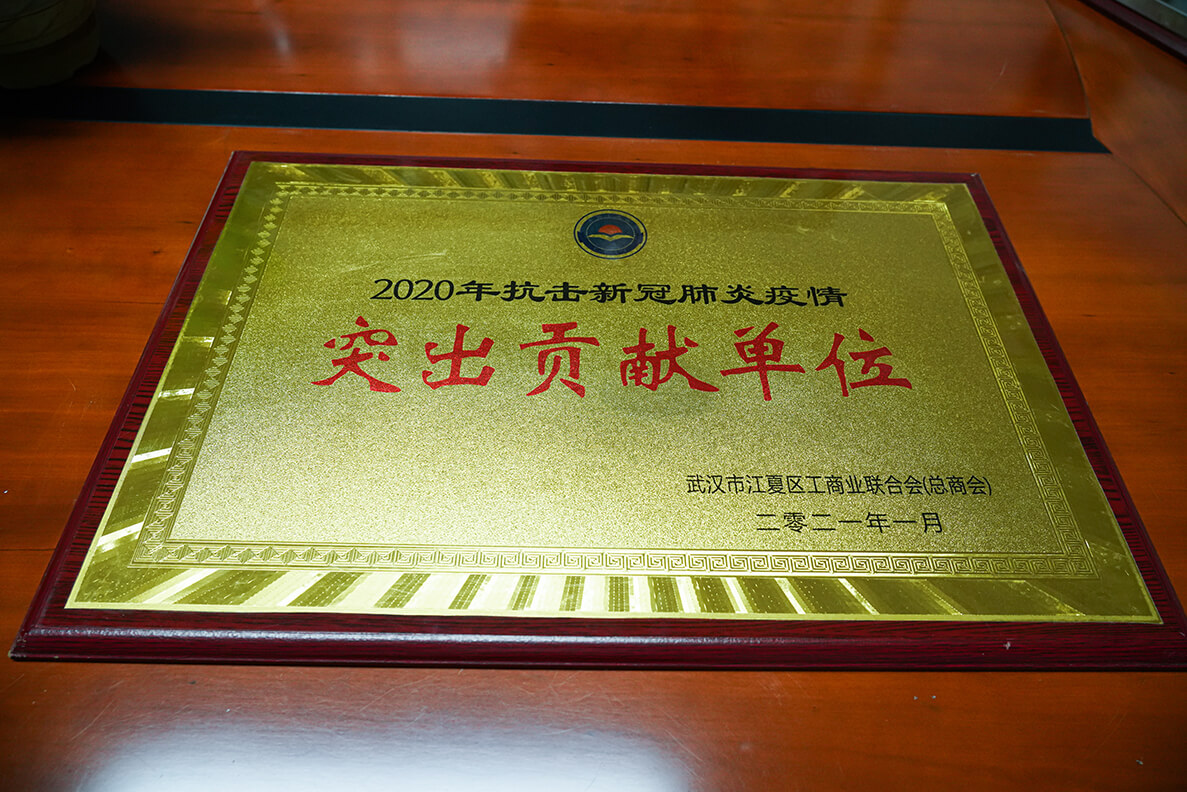 2020年抗击新冠肺炎疫情
突出贡献单位
武汉市江夏区工商业联合会(总商会)
二零二一年一月